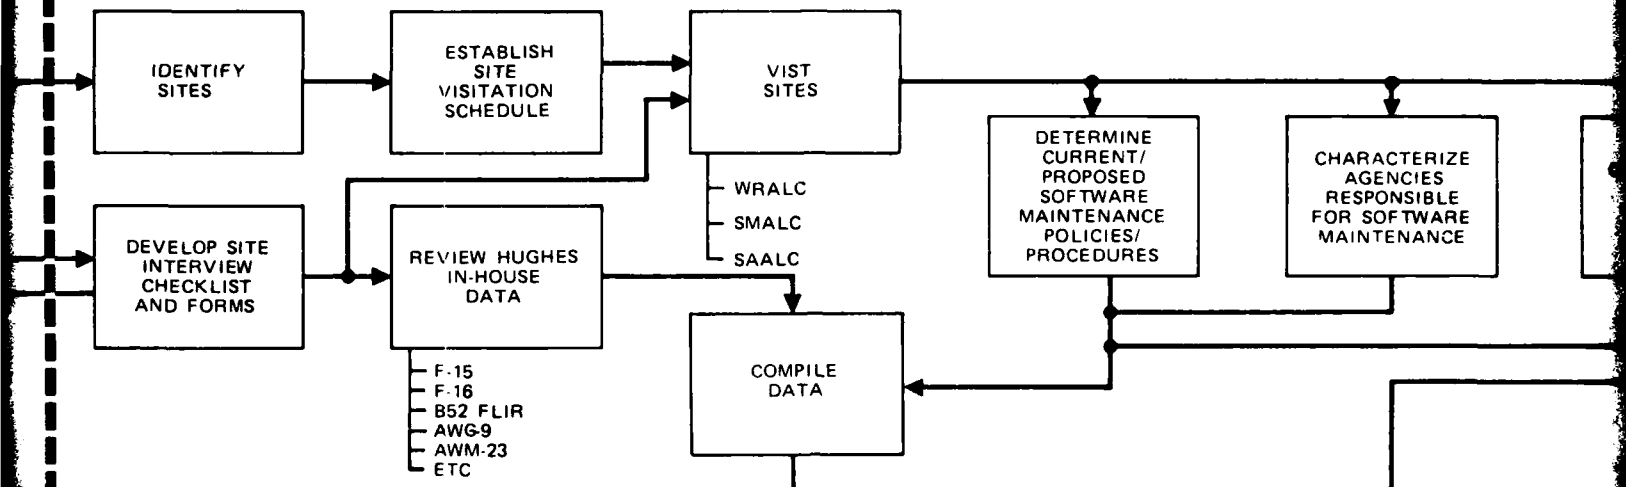 IDENTIFY
SITES
ESTABLISH
SITE
VISITATION
SCHEDULE
VIST
SITES
WRALC
SMALC
SAALC
DETERMINE
CURRENT/
PROPOSED
SOFTWARE
MAINTENANCE
POLICIES/
PROCEDURES
CHARACTERIZE
AGENCIES
RESPONSIBLE
FOR SOFTWARE
MAINTENANCE
DEVELOP SITE
INTERVIEW
CHECKLIST
AND FORMS
REVIEW HUGHES
IN-HOUSE
DATA
F-15
F-16
B52 FLIR
AWG-9
AWM-23
ETC
COMPILE
DATA